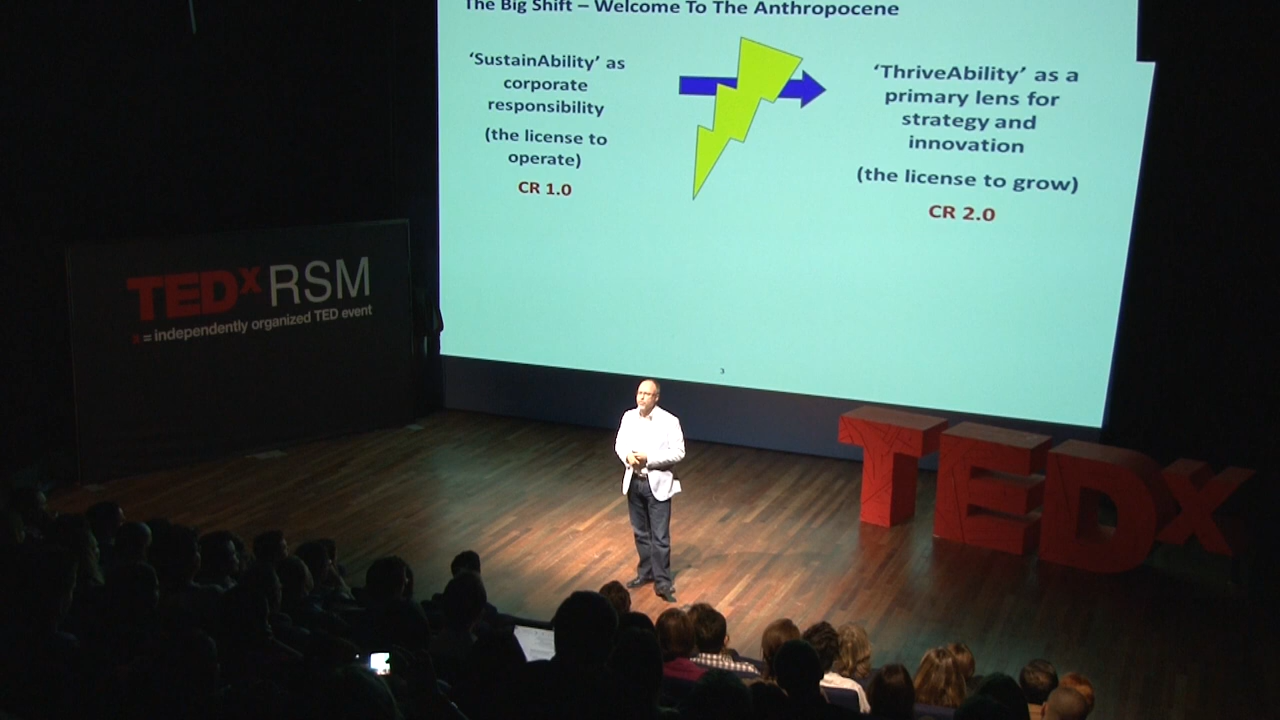 The Big Shift – Welcome To The Anthropocene
‘SustainAbility’ as
corporate
responsibility
(the license to
operate)
CR 1.0
‘ThriveAbility’ as a
primary lens for
strategy and
innovation
(the license to grow)
CR 2.0
3
TEDx RSM
x = independently organized TED event
TEDx